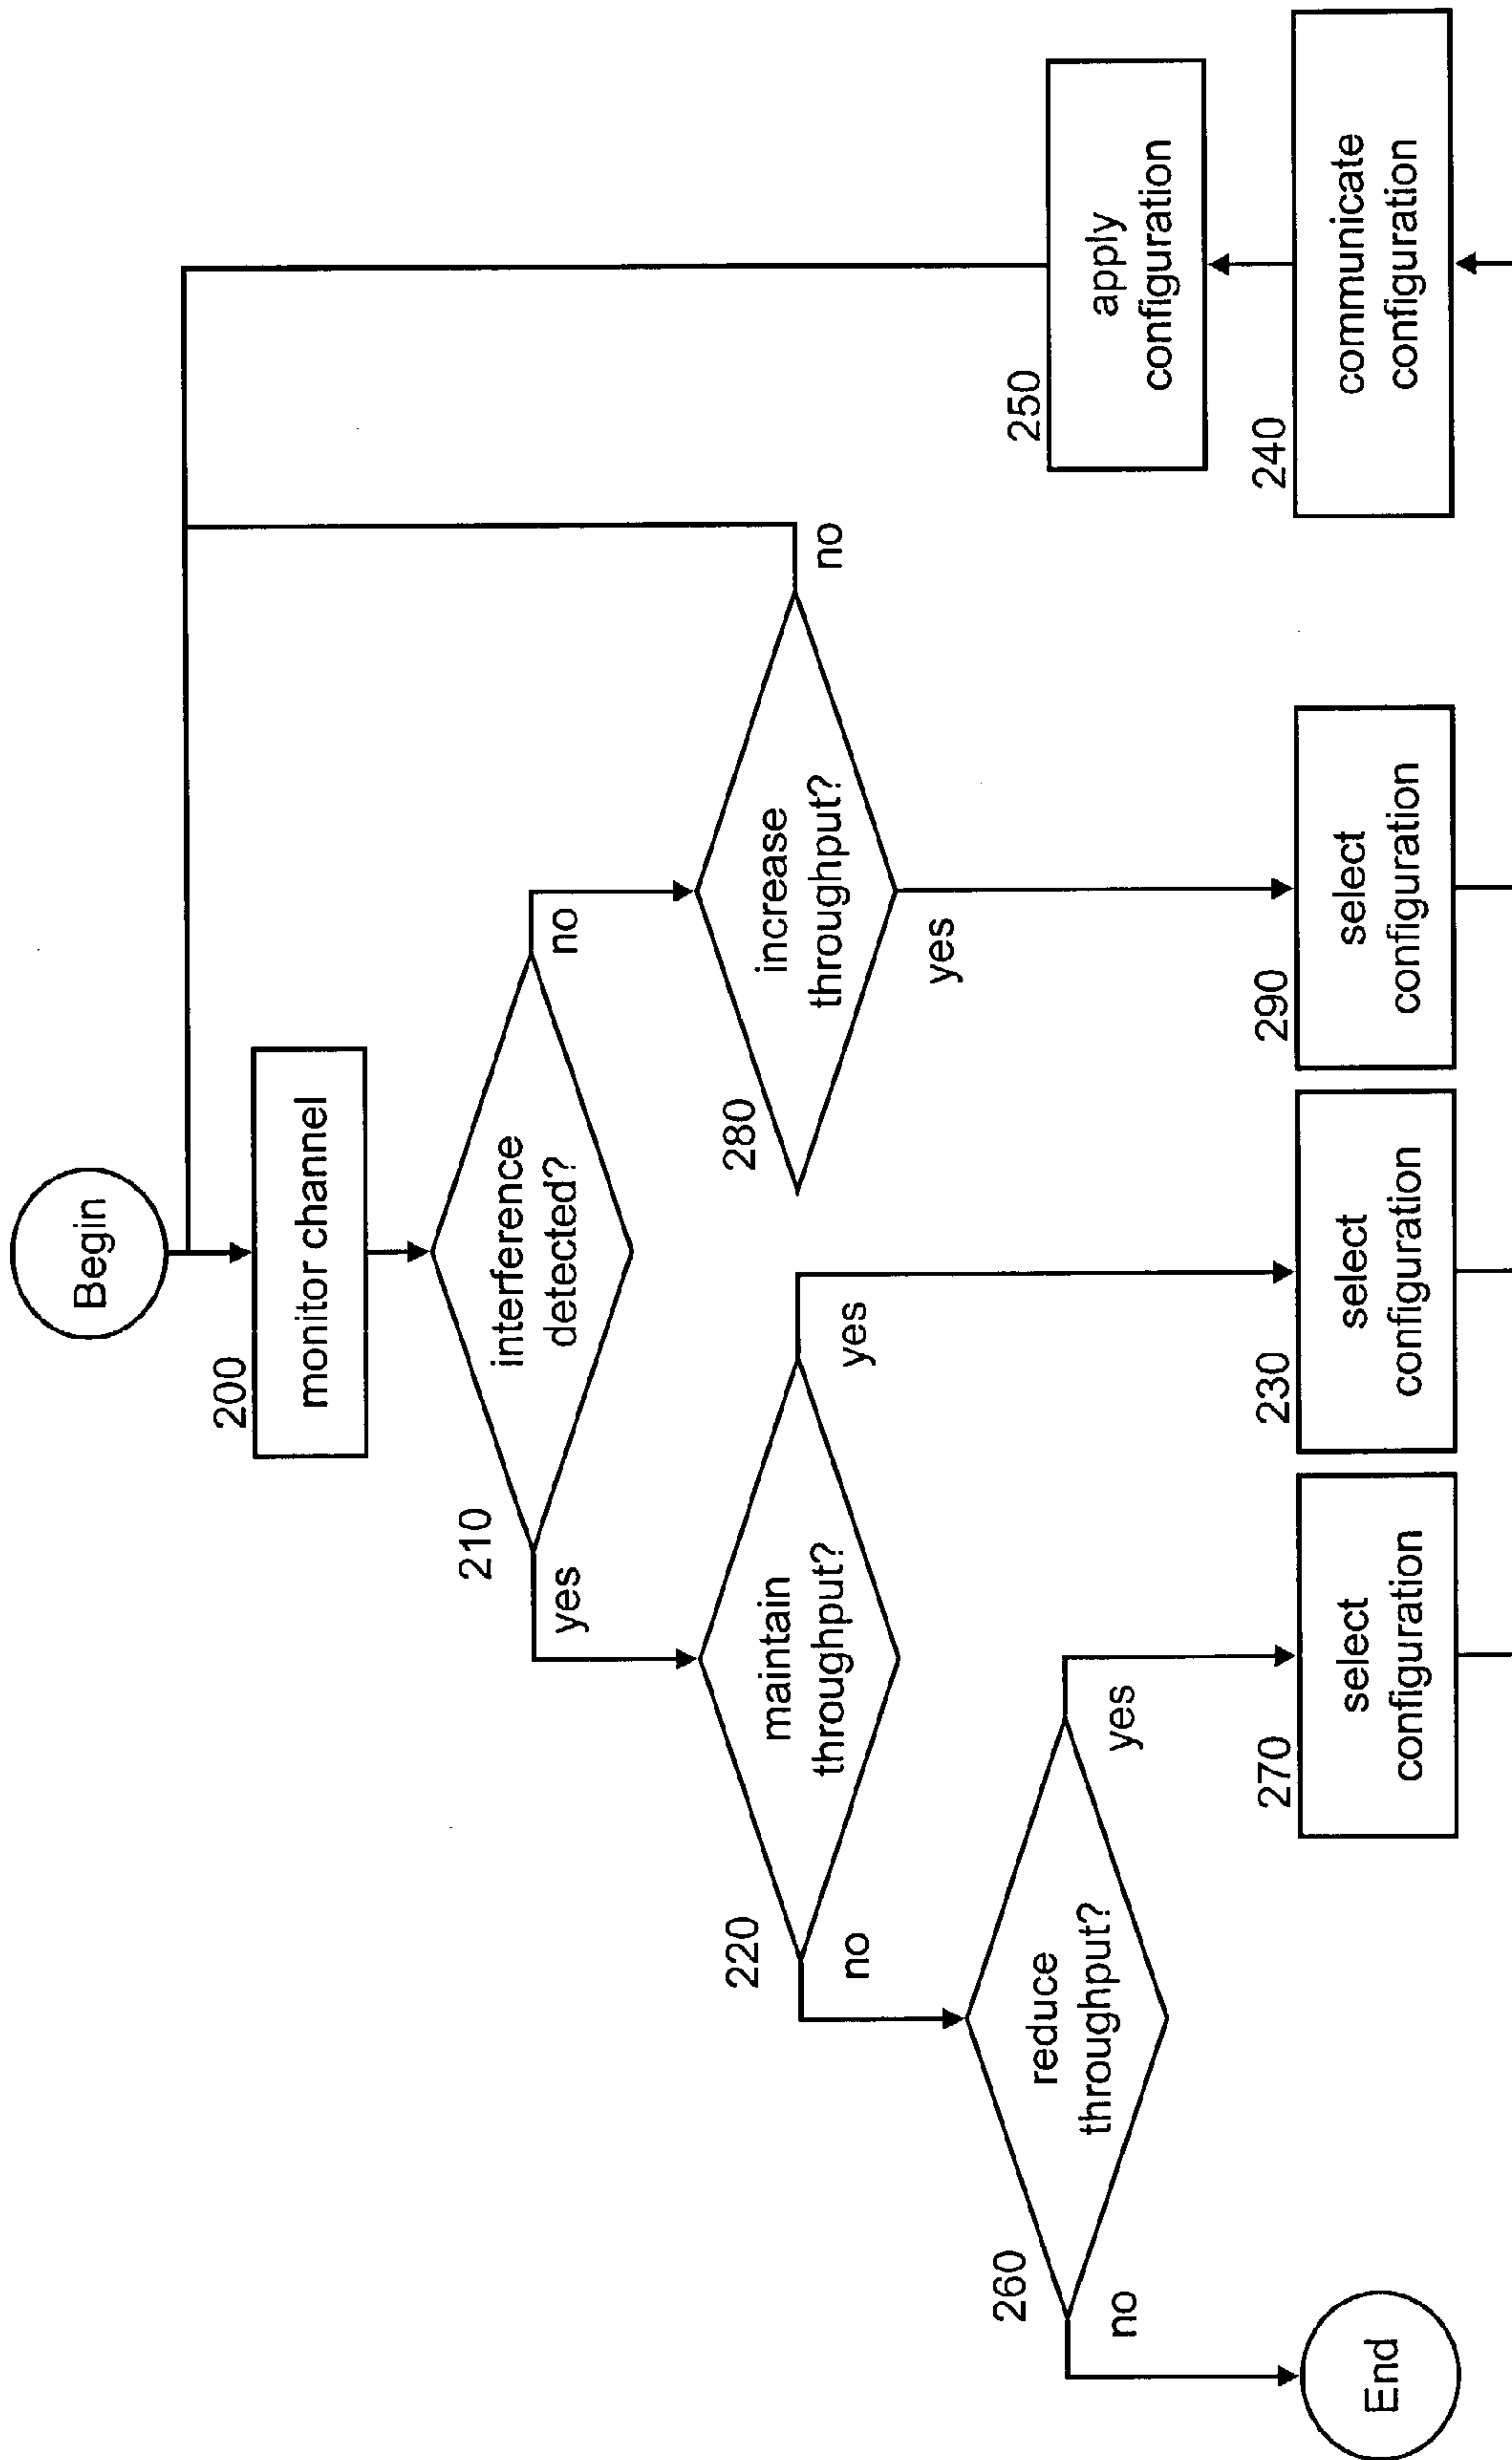 Begin
200
monitor channel
210
interference
detected?
yes
no
220
maintain
throughput?
no
yes
280
increase
throughput?
no
yes
260
reduce
throughput?
no
yes
End
270
select
configuration
230
select
configuration
290
select
configuration
250
apply
configuration
240
communicate
configuration